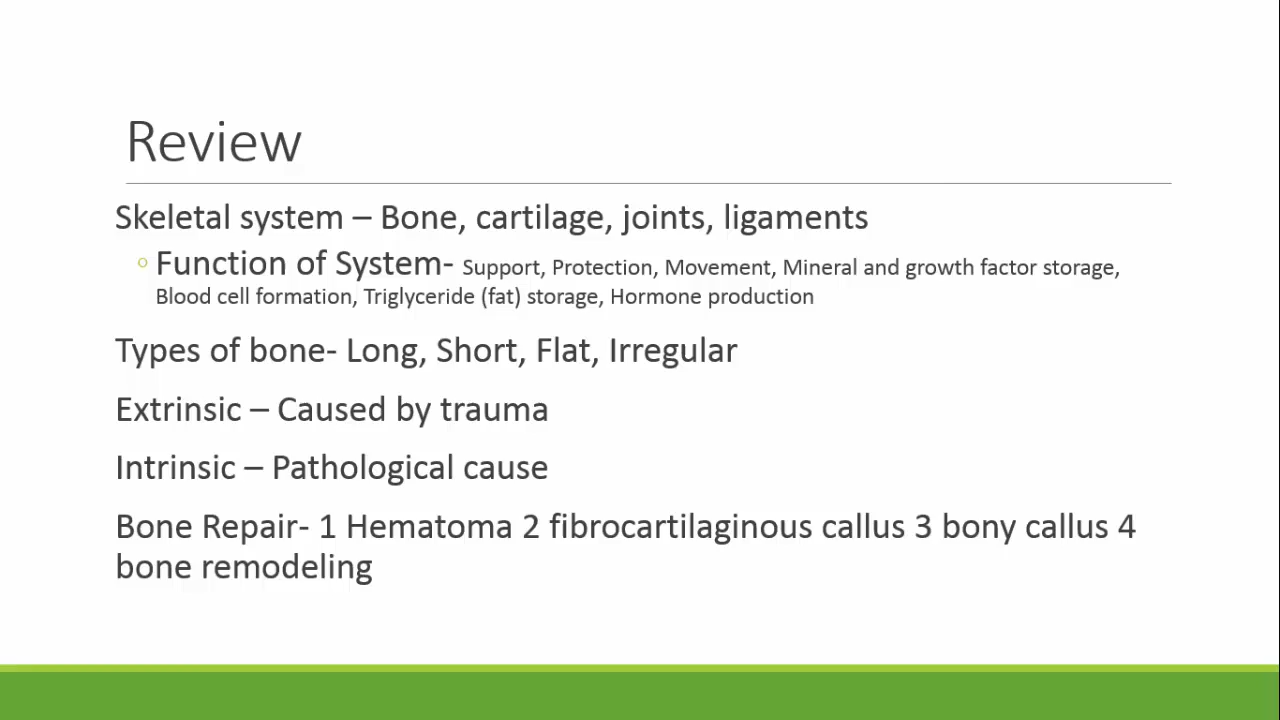 Review
Skeletal system – Bone, cartilage, joints, ligaments
◦ Function of System- Support, Protection, Movement, Mineral and growth factor storage,
Blood cell formation, Triglyceride (fat) storage, Hormone production
Types of bone- Long, Short, Flat, Irregular
Extrinsic – Caused by trauma
Intrinsic – Pathological cause
Bone Repair- 1 Hematoma 2 fibrocartilaginous callus 3 bony callus 4
bone remodeling